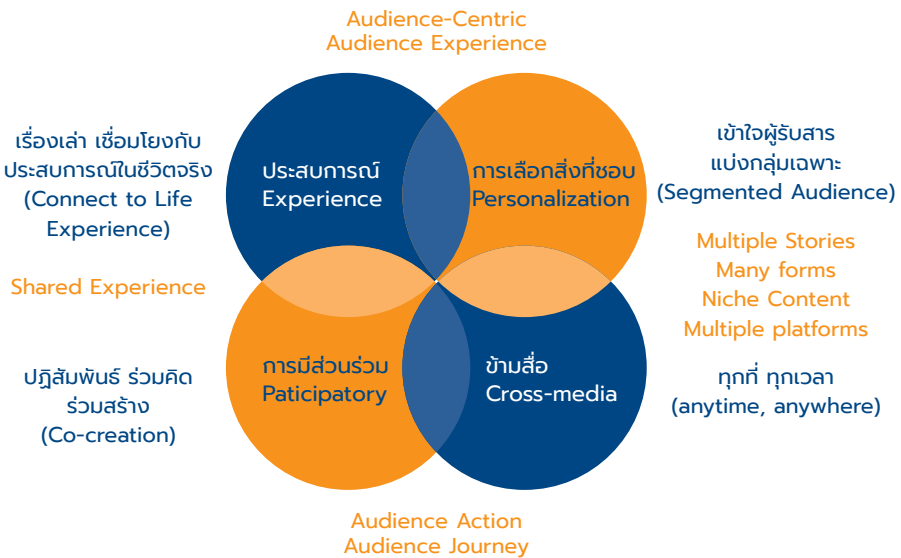 Audience-Centric
Audience Experience
เรื่องเล่า เชื่อมโยงกับ
ประสบการณ์ในชีวิตจริง
(Connect to Life
Experience)
ประสบการณ์
Experience
การเลือกสิ่งที่ชอบ
Personalization
เข้าใจผู้รับสาร
แบ่งกลุ่มเฉพาะ
(Segmented Audience)
Shared Experience
Multiple Stories
Many forms
Niche Content
Multiple platforms
ปฏิสัมพันธ์ ร่วมคิด
ร่วมสร้าง
(Co-creation)
การมีส่วนร่วม
Paticipatory
ข้ามสื่อ
Cross-media
ทุกที่ ทุกเวลา
(anytime, anywhere)
Audience Action
Audience Journey